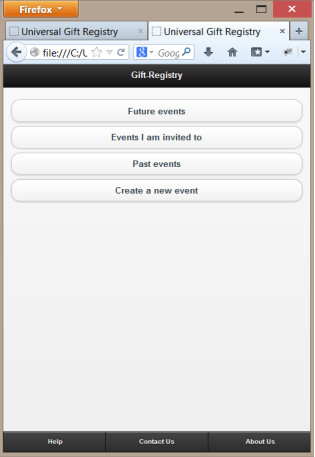 Firefox
Universal Gift Registry
Universal Gift Registry
file:///C:/U
Goog
Gift-Registry
Future events
Events I am invited to
Past events
Create a new event
Help
Contact Us
About Us